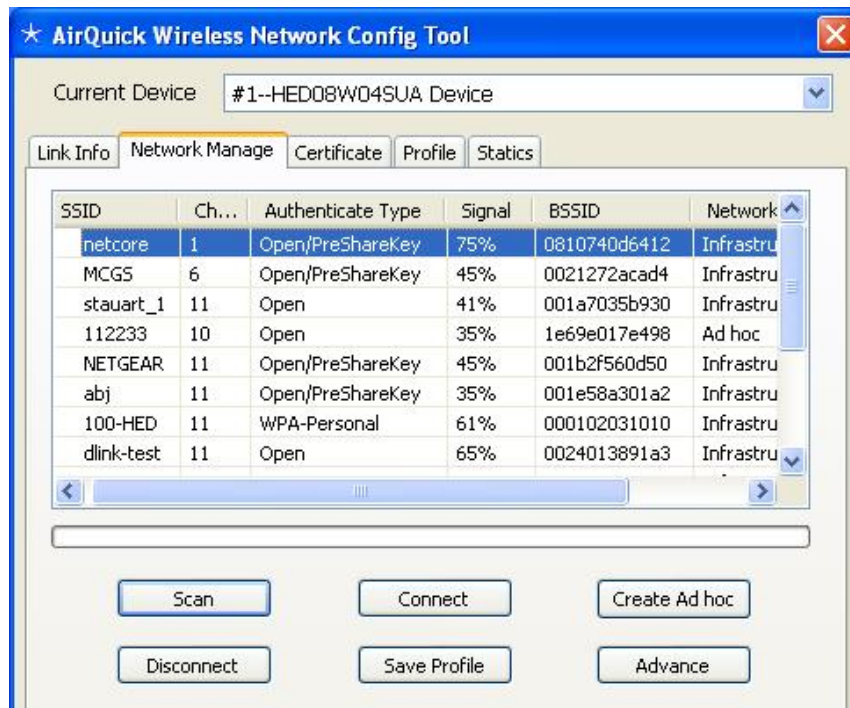 AirQuick Wireless Network Config Tool
Current Device #1--HED08W04SUA Device
Link Info Network Manage Certificate Profile Statics
SSID Ch... Authenticate Type Signal BSSID Network
netcore 1 Open/PreShareKey 75% 0810740d6412 Infrastru
MCGS 6 Open/PreShareKey 45% 0021272acad4 Infrastru
stauart_1 11 Open 41% 001a7035b930 Infrastru
112233 10 Open 35% 1e69e017e498 Ad hoc
NETGEAR 11 Open/PreShareKey 45% 001b2f560d50 Infrastru
abj 11 Open/PreShareKey 35% 001e58a301a2 Infrastru
100-HED 11 WPA-Personal 61% 000102031010 Infrastru
dlink-test 11 Open 65% 0024013891a3 Infrastru
Scan Connect Create Ad hoc
Disconnect Save Profile Advance